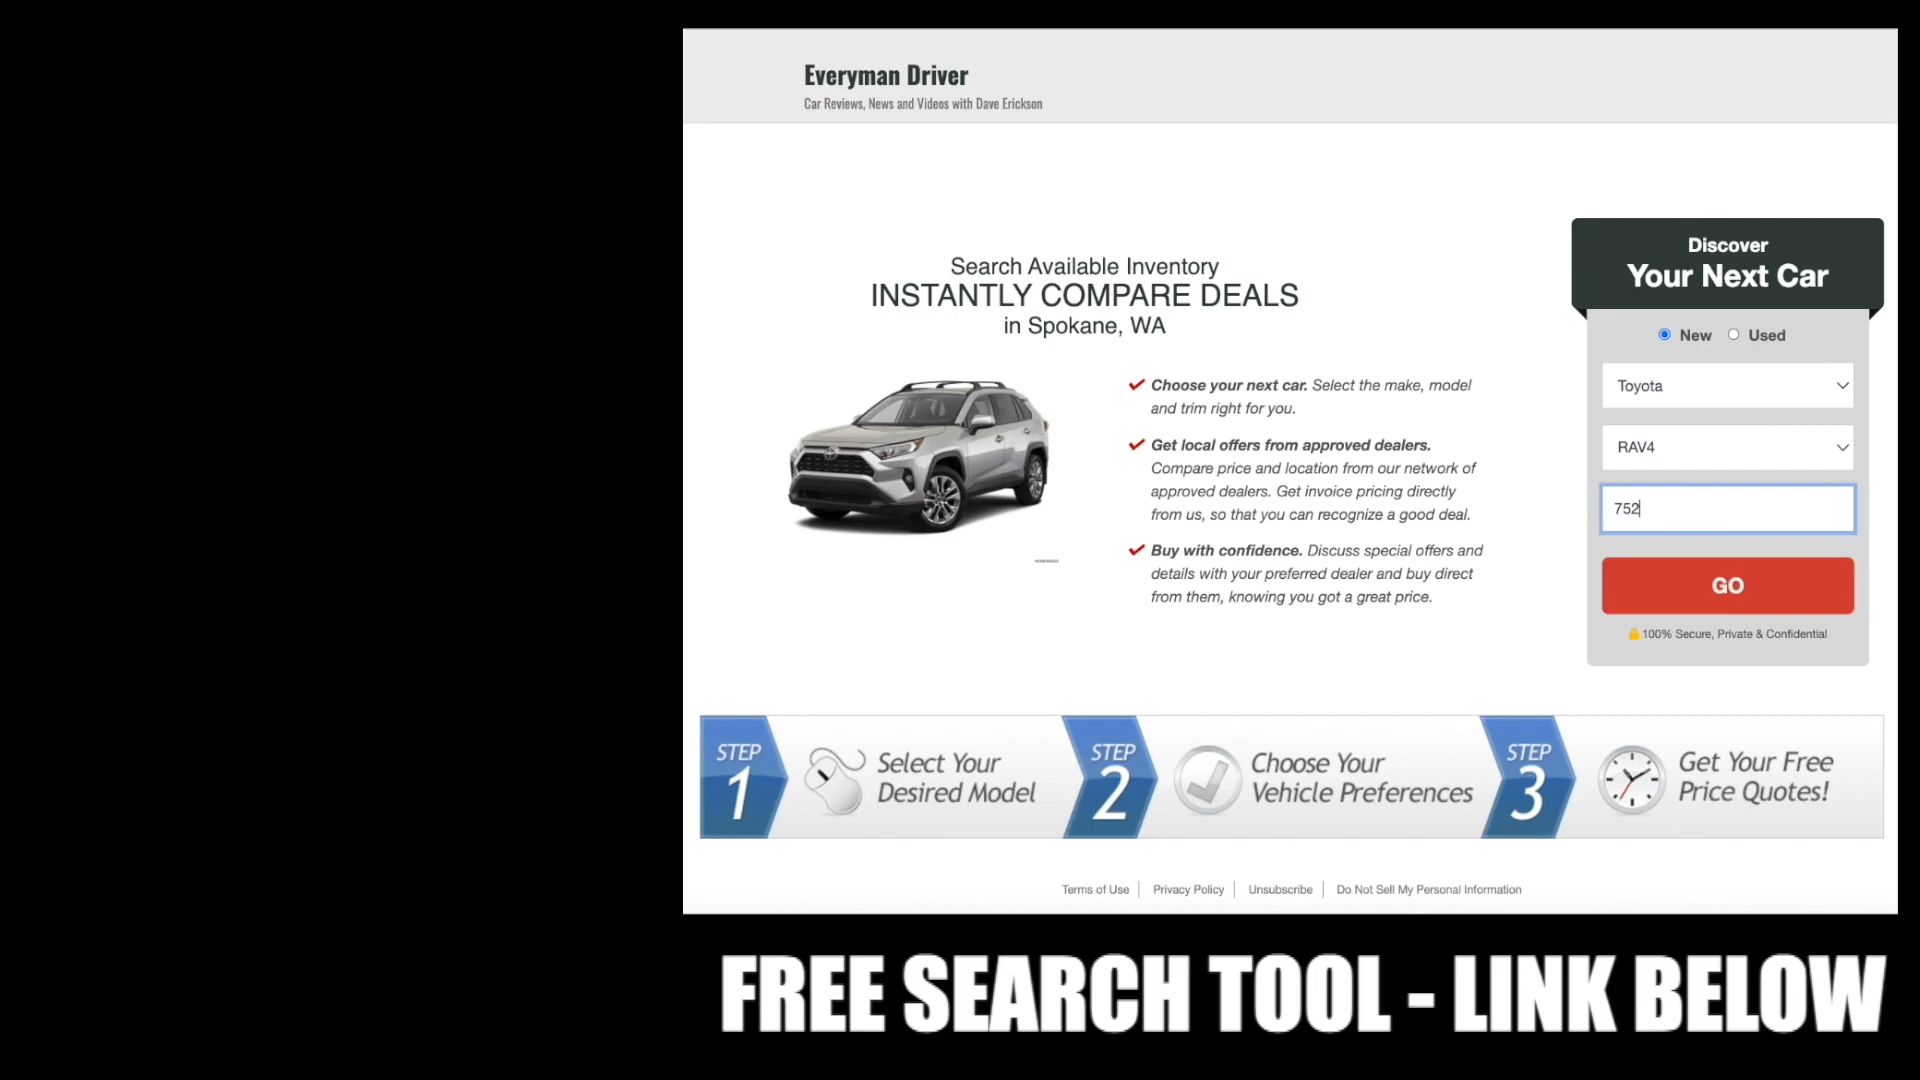 Everyman Driver
Car Reviews, News and Videos with Dave Erickson
Search Available Inventory
INSTANTLY COMPARE DEALS
in Spokane, WA
Choose your next car. Select the make, model
and trim right for you.
Get local offers from approved dealers.
Compare price and location from our network of
approved dealers. Get invoice pricing directly
from us, so that you can recognize a good deal.
Buy with confidence. Discuss special offers and
details with your preferred dealer and buy direct
from them, knowing you got a great price.
Discover
Your Next Car
New Used
Toyota
RAV4
752
GO
100% Secure, Private & Confidential
STEP
1
Select Your
Desired Model
STEP
2
Choose Your
Vehicle Preferences
STEP
3
Get Your Free
Price Quotes!
Terms of Use
Privacy Policy
Unsubscribe
Do Not Sell My Personal Information
FREE SEARCH TOOL - LINK BELOW